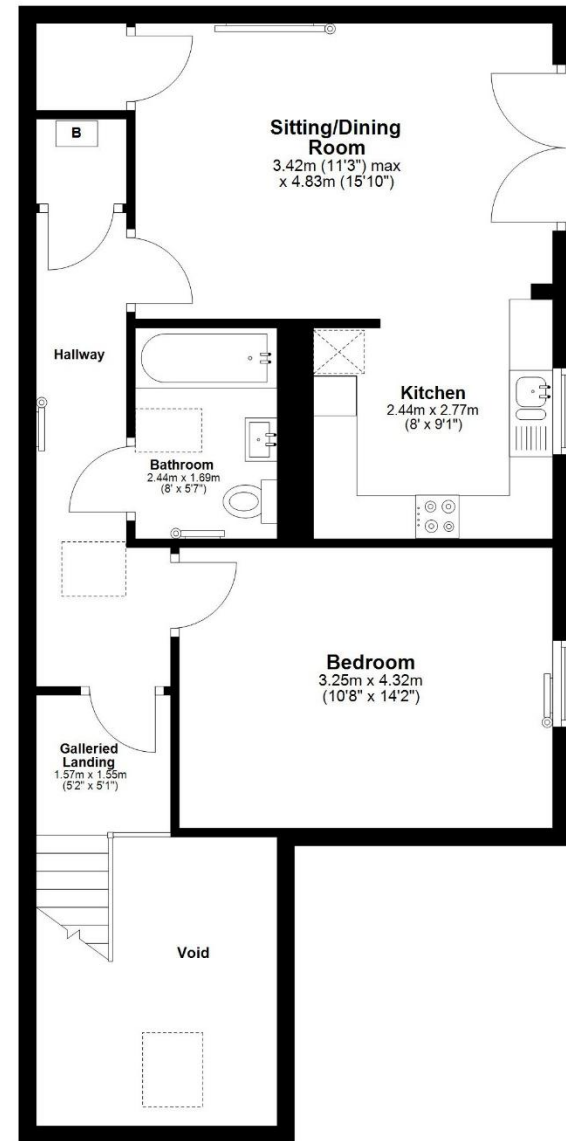 Sitting/Dining
Room
3.42m (11'3") max
x 4.83m (15'10")
B
Hallway
Kitchen
2.44m x 2.77m
(8' x 9'1")
Bathroom
2.44m x 1.69m
(8' x 5'7")
Bedroom
3.25m x 4.32m
(10'8" x 14'2")
Galleried
Landing
1.57m x 1.55m
(5'2" x 5'1")
Void